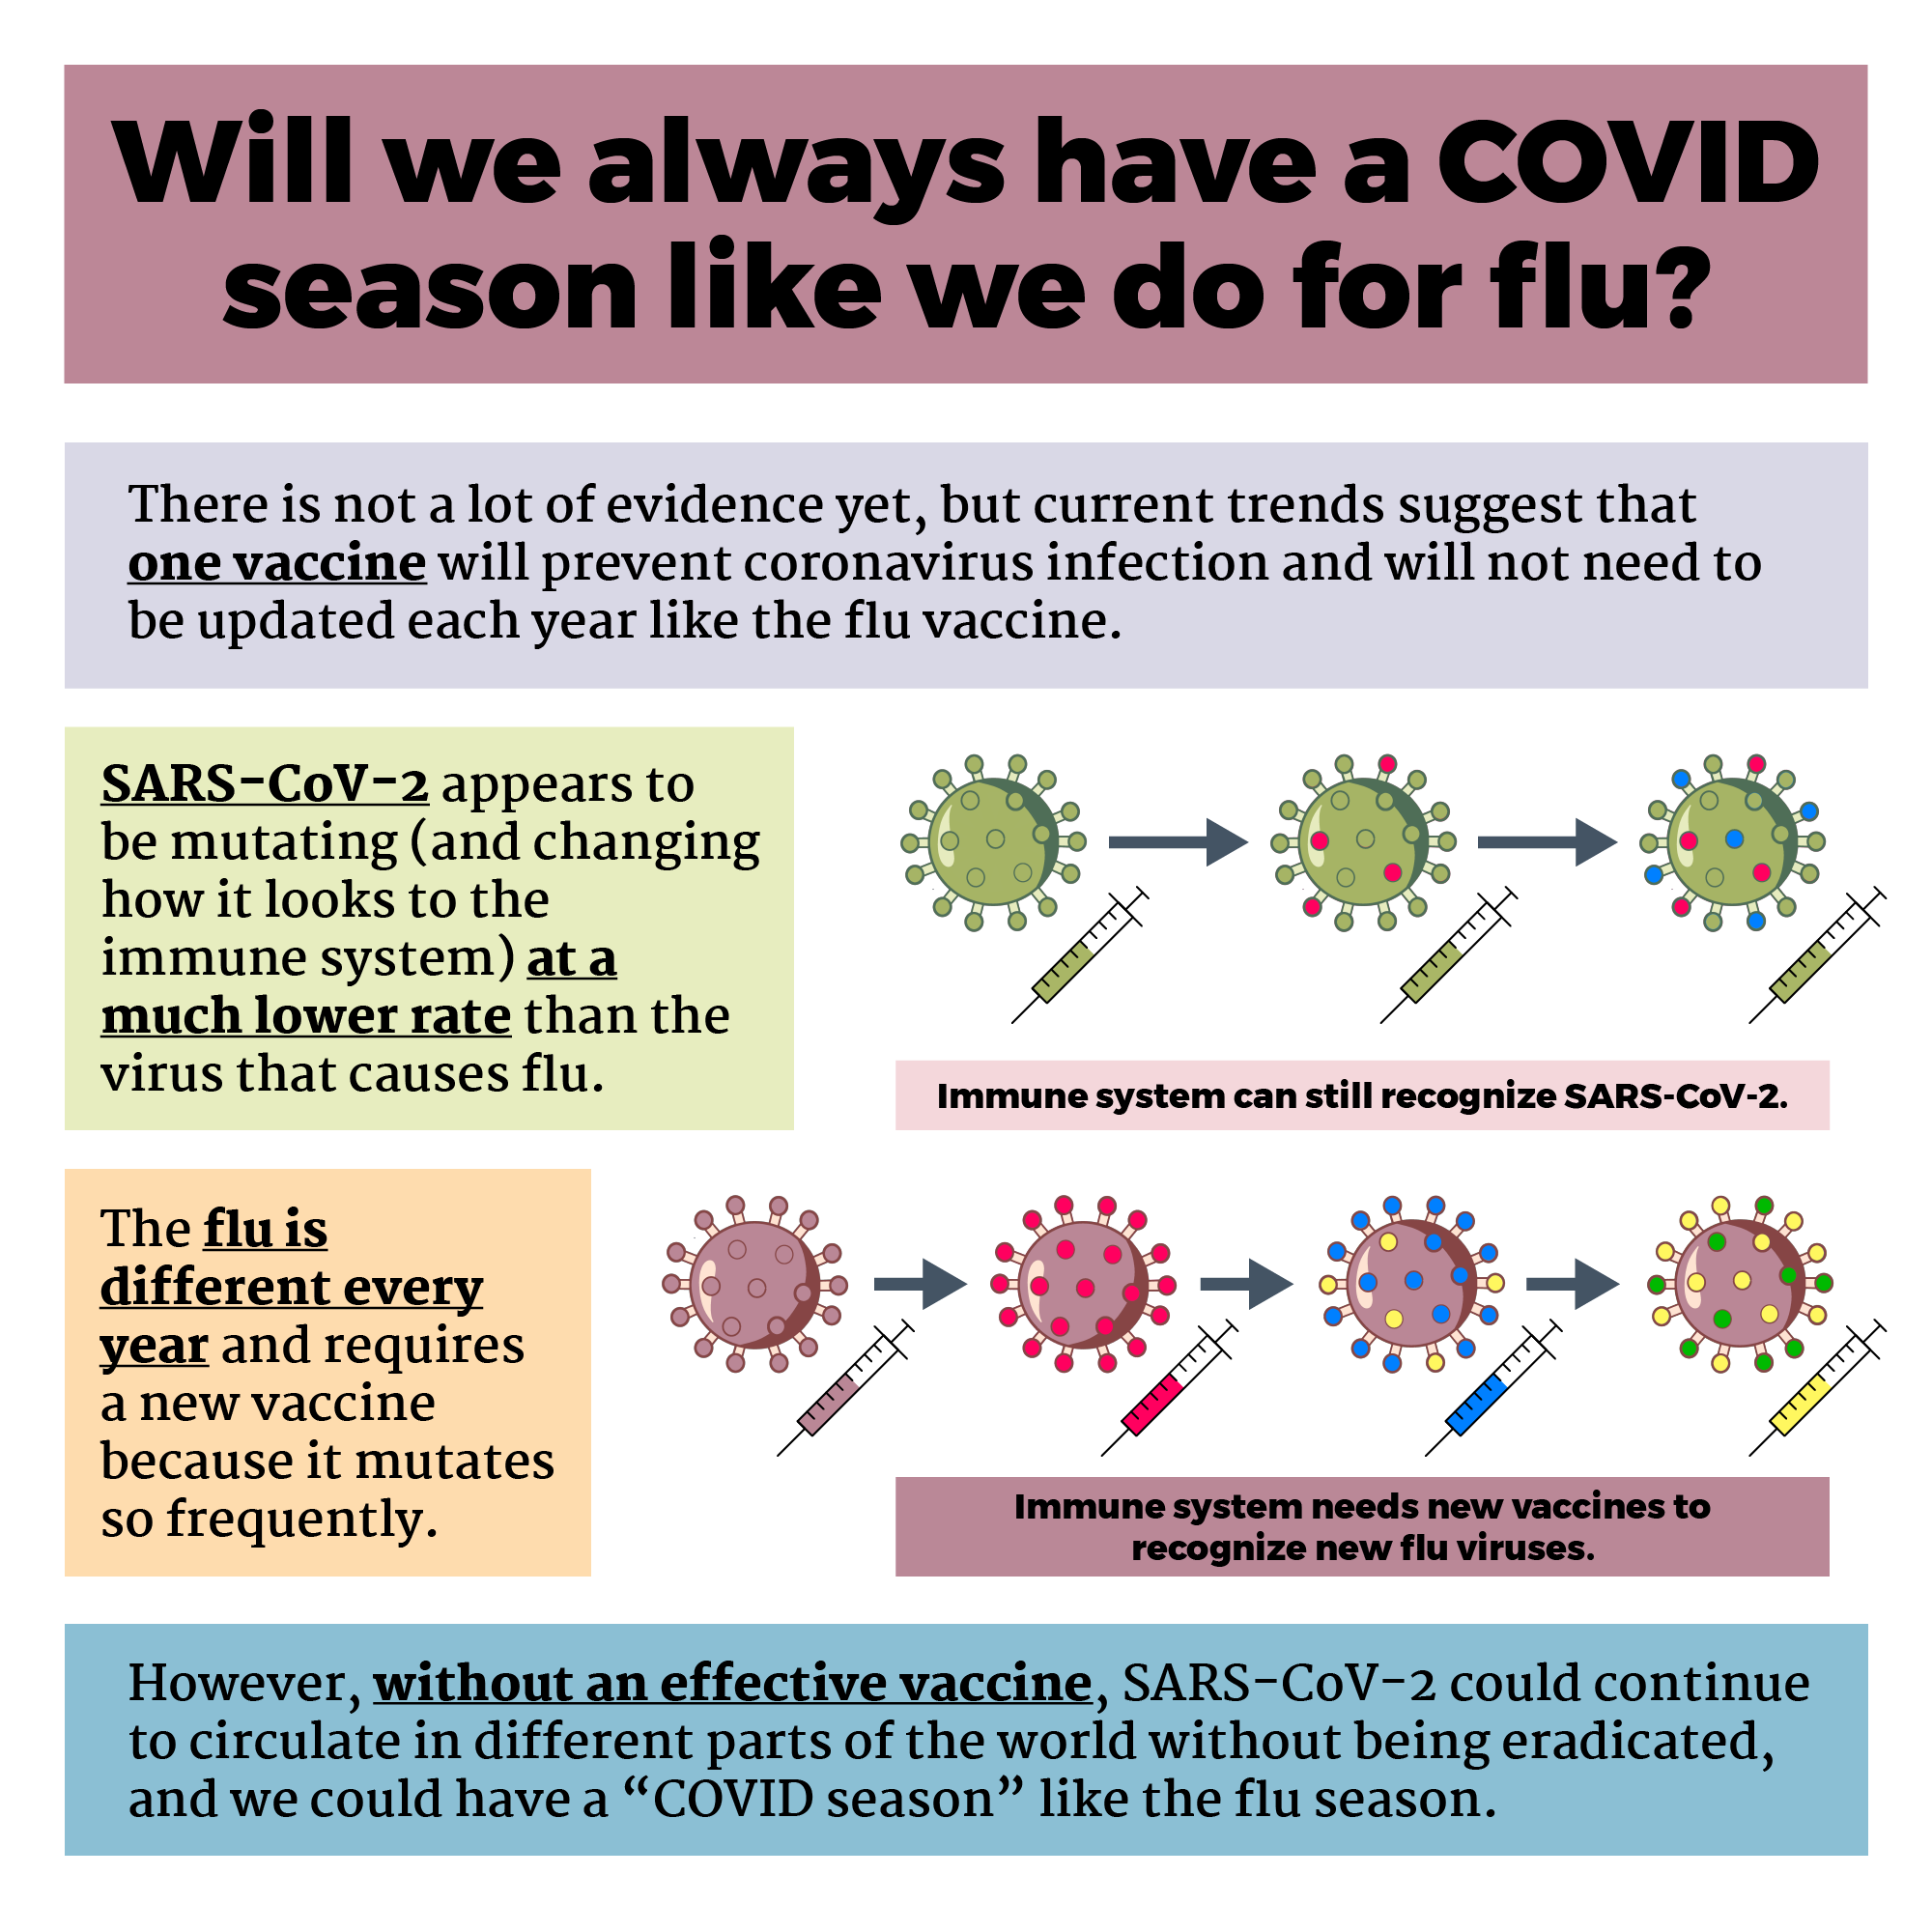 Will we always have a COVID
season like we do for flu?
There is not a lot of evidence yet, but current trends suggest that
one vaccine will prevent coronavirus infection and will not need to
be updated each year like the flu vaccine.
SARS-CoV-2 appears to
be mutating (and changing
how it looks to the
immune system) at a
much lower rate than the
virus that causes flu.
Immune system can still recognize SARS-CoV-2.
The flu is
different every
year and requires
a new vaccine
because it mutates
so frequently.
Immune system needs new vaccines to
recognize new flu viruses.
However, without an effective vaccine, SARS-CoV-2 could continue
to circulate in different parts of the world without being eradicated,
and we could have a “COVID season” like the flu season.